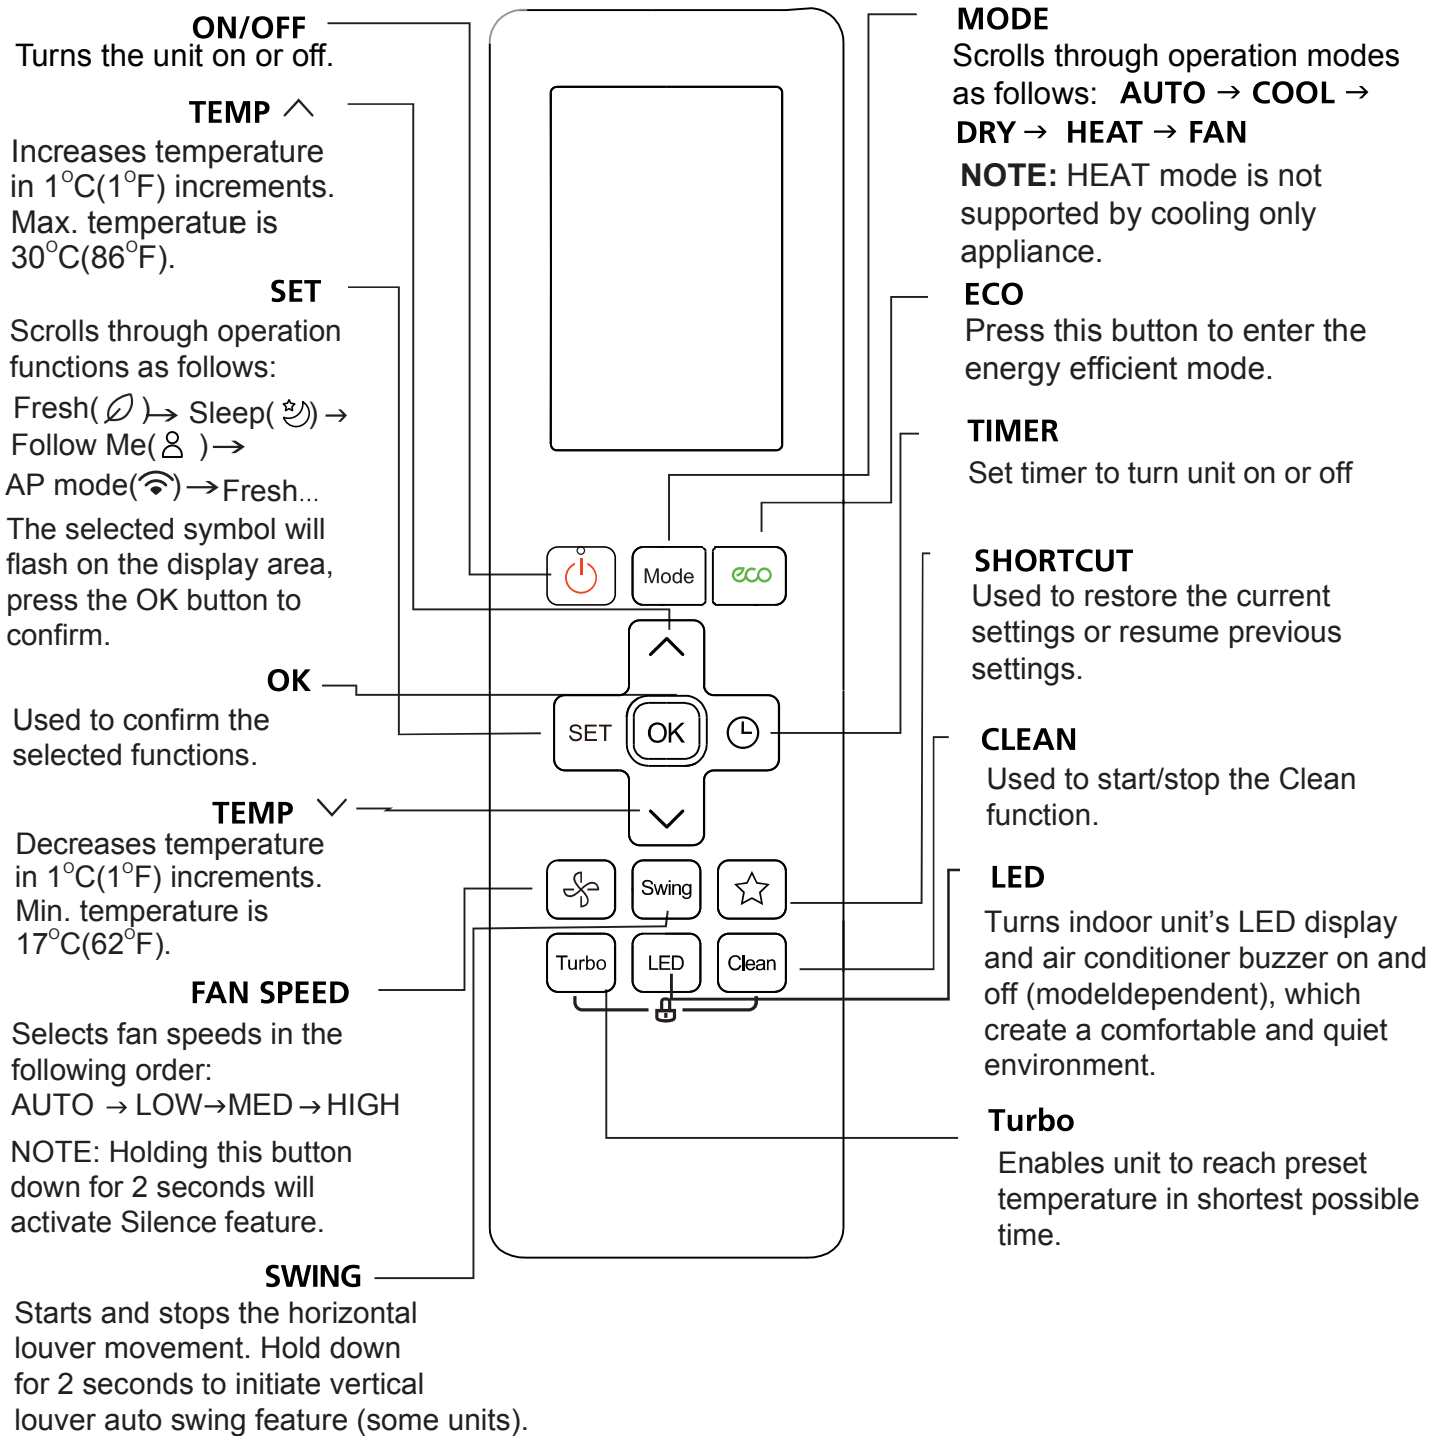 ON/OFF
Turns the unit on or off.
TEMP
Increases temperature
in 1°C(1°F) increments.
Max. temperature is
30°C(86°F).
SET
Scrolls through operation
functions as follows:
Fresh( ) → Sleep( ) →
Follow Me( ) →
AP mode( ) → Fresh...
The selected symbol will
flash on the display area,
press the OK button to
confirm.
OK
Used to confirm the
selected functions.
TEMP
Decreases temperature
in 1°C(1°F) increments.
Min. temperature is
17°C(62°F).
FAN SPEED
Selects fan speeds in the
following order:
AUTO → LOW→MED → HIGH
NOTE: Holding this button
down for 2 seconds will
activate Silence feature.
SWING
Starts and stops the horizontal
louver movement. Hold down
for 2 seconds to initiate vertical
louver auto swing feature (some units).
Mode
eco
SET
OK
Swing
Turbo
LED
Clean
MODE
Scrolls through operation modes
as follows: AUTO → COOL →
DRY → HEAT → FAN
NOTE: HEAT mode is not
supported by cooling only
appliance.
ECO
Press this button to enter the
energy efficient mode.
TIMER
Set timer to turn unit on or off
SHORTCUT
Used to restore the current
settings or resume previous
settings.
CLEAN
Used to start/stop the Clean
function.
LED
Turns indoor unit's LED display
and air conditioner buzzer on and
off (modeldependent), which
create a comfortable and quiet
environment.
Turbo
Enables unit to reach preset
temperature in shortest possible
time.